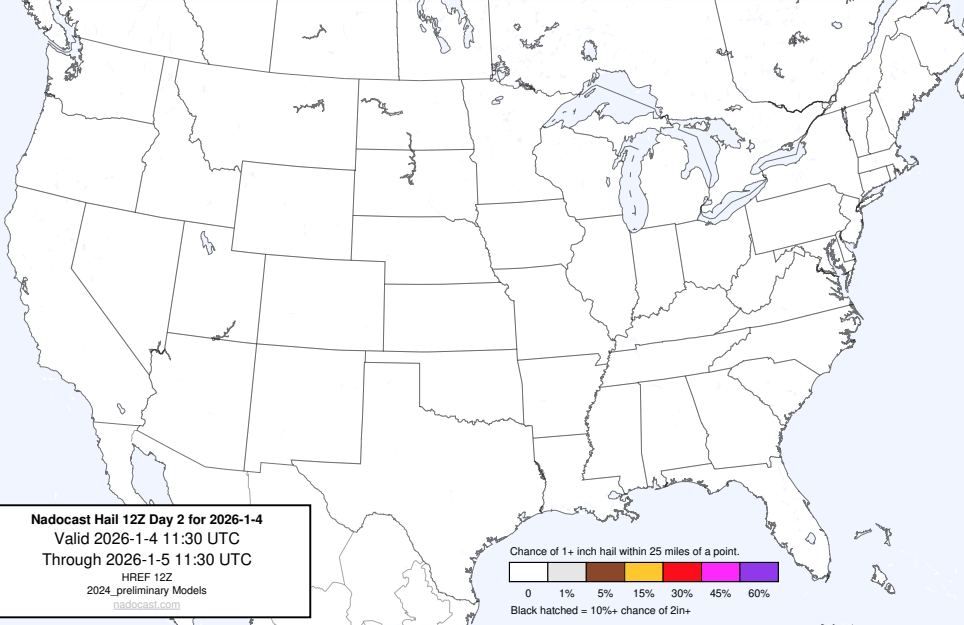 Nadocast Hail 12Z Day 2 for 2026-1-4
Valid 2026-1-4 11:30 UTC
Through 2026-1-5 11:30 UTC
HREF 12Z
2024_preliminary Models
nadocast.com
Chance of 1+ inch hail within 25 miles of a point.
0 1% 5% 15% 30% 45% 60%
Black hatched = 10%+ chance of 2in+